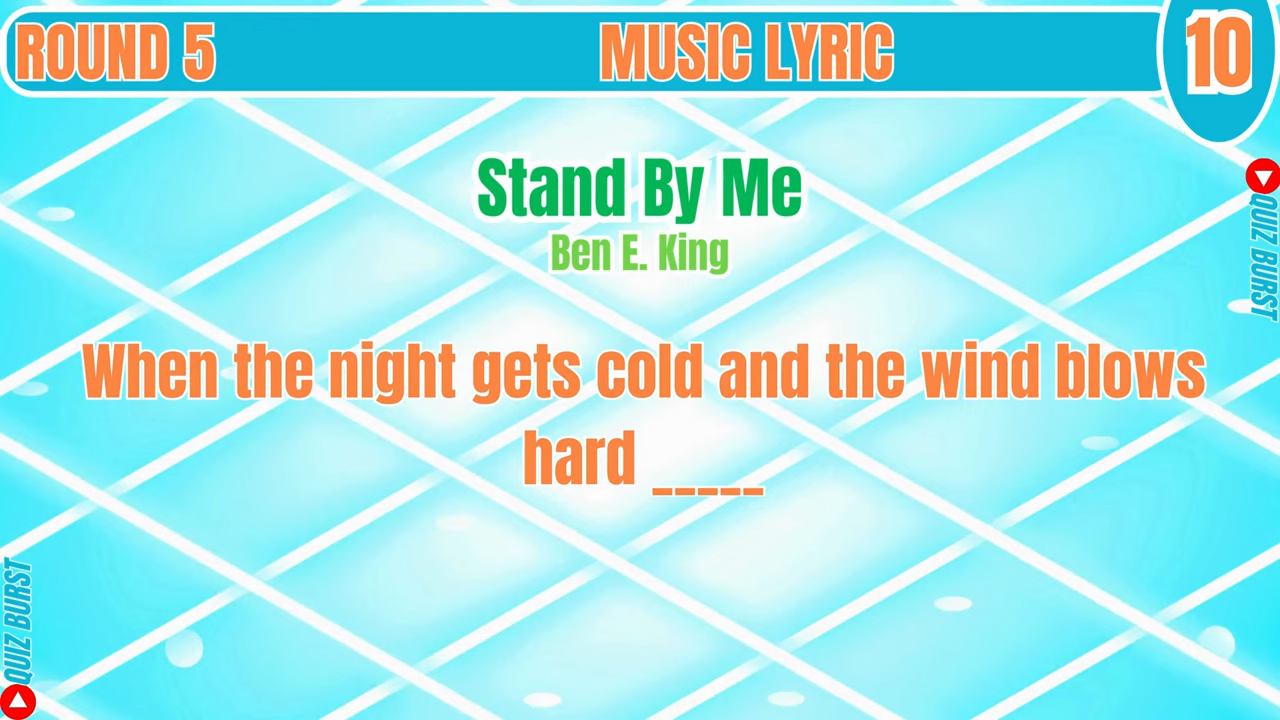 ROUND 5
MUSIC LYRIC
10
Stand By Me
Ben E. King
When the night gets cold and the wind blows
hard _____
QUIZ BURST
QUIZ BURST